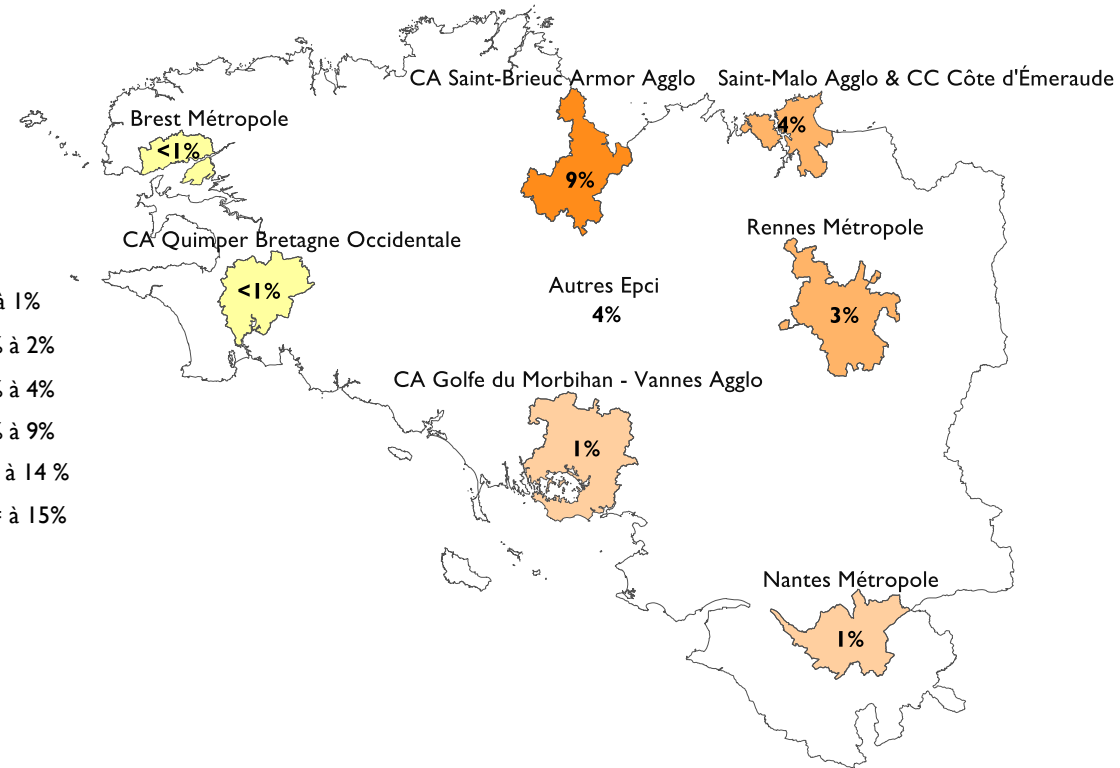 CA Saint-Brieuc Armor Agglo
Saint-Malo Agglo & CC Côte d'Émeraude
Brest Métropole
4%
<1%
9%
Rennes Métropole
CA Quimper Bretagne Occidentale
Autres Epci
<1%
4%
3%
à 1%
% à 2%
% à 4%
% à 9%
à 14 %
à 15%
CA Golfe du Morbihan - Vannes Agglo
1%
Nantes Métropole
1%